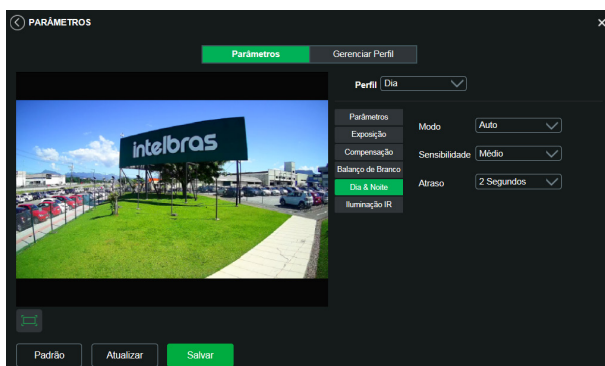 PARÂMETROS
Parâmetros
Gerenciar Perfil
Perfil Dia
intelbras
Parâmetros
Exposição
Compensação
Balanço de Branco
Dia & Noite
Iluminação IR
Modo Auto
Sensibilidade Médio
Atraso 2 Segundos
Padrão
Atualizar
Salvar